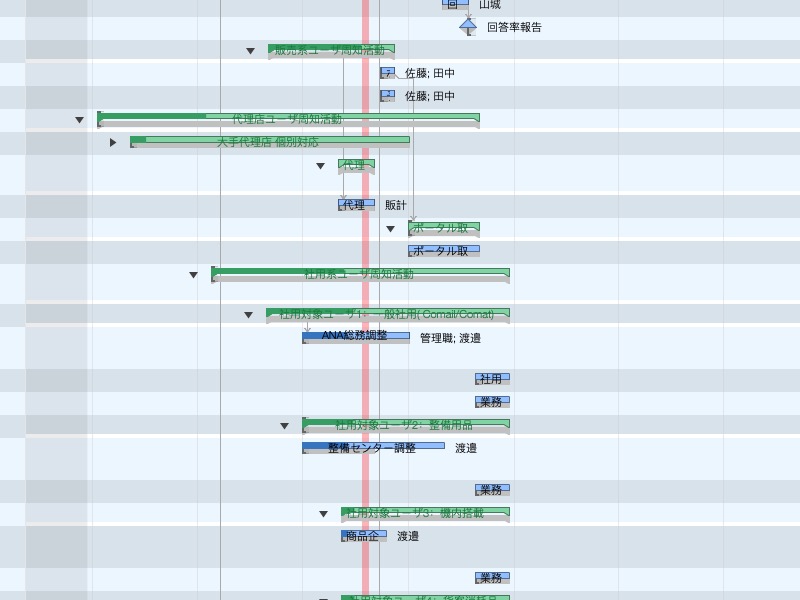 回 山城
回答率報告
販売系ユーザ周知活動
佐藤; 田中
佐藤; 田中
代理店ユーザ周知活動
大手代理店 個別対応
代理
代理 販計
ポータル取
ポータル取
社用系ユーザ周知活動
社用対象ユーザ1: 一般社用( Comail/Comat)
ANA総務調整 管理職; 渡邉
社用
業務
社用対象ユーザ2: 整備用品
整備センター調整 渡邉
業務
社用対象ユーザ3: 機内搭載
商品企 渡邉
業務